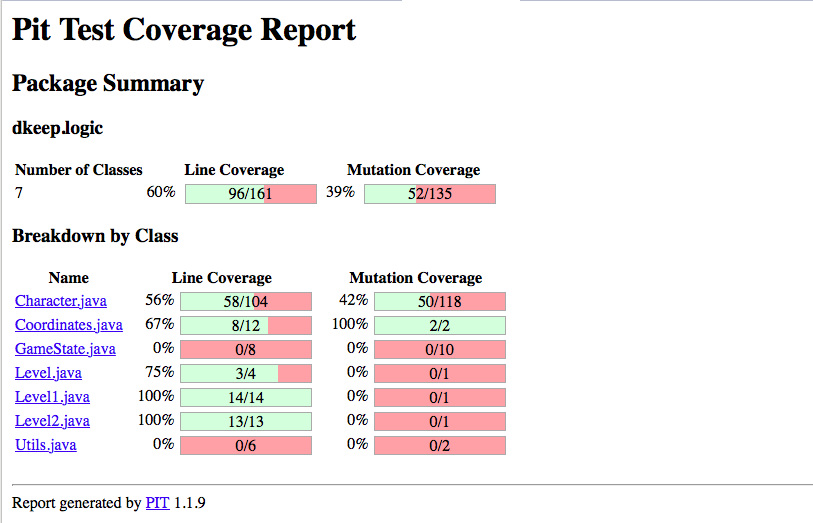 Pit Test Coverage Report
Package Summary
dkeep.logic
Number of Classes Line Coverage Mutation Coverage
7 60% 96/161 39% 52/135
Breakdown by Class
Name Line Coverage Mutation Coverage
Character.java 56% 58/104 42% 50/118
Coordinates.java 67% 8/12 100% 2/2
GameState.java 0% 0/8 0% 0/10
Level.java 75% 3/4 0% 0/1
Level1.java 100% 14/14 0% 0/1
Level2.java 100% 13/13 0% 0/1
Utils.java 0% 0/6 0% 0/2
Report generated by PIT 1.1.9